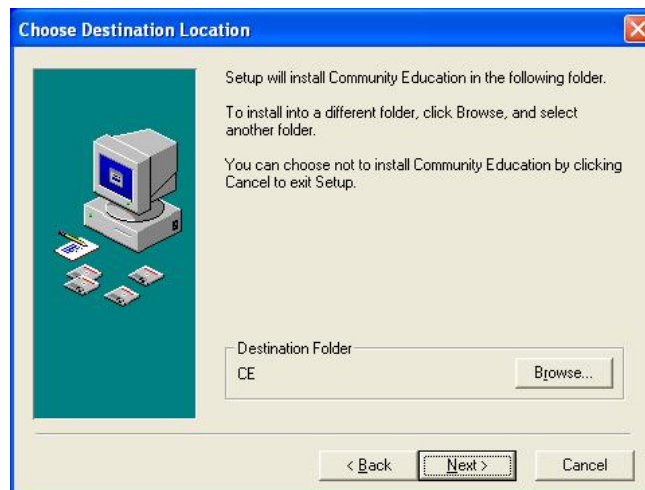 Choose Destination Location
Setup will install Community Education in the following folder.
To install into a different folder, click Browse, and select
another folder.
You can choose not to install Community Education by clicking
Cancel to exit Setup.
Destination Folder
CE
Browse...
< Back
Next >
Cancel